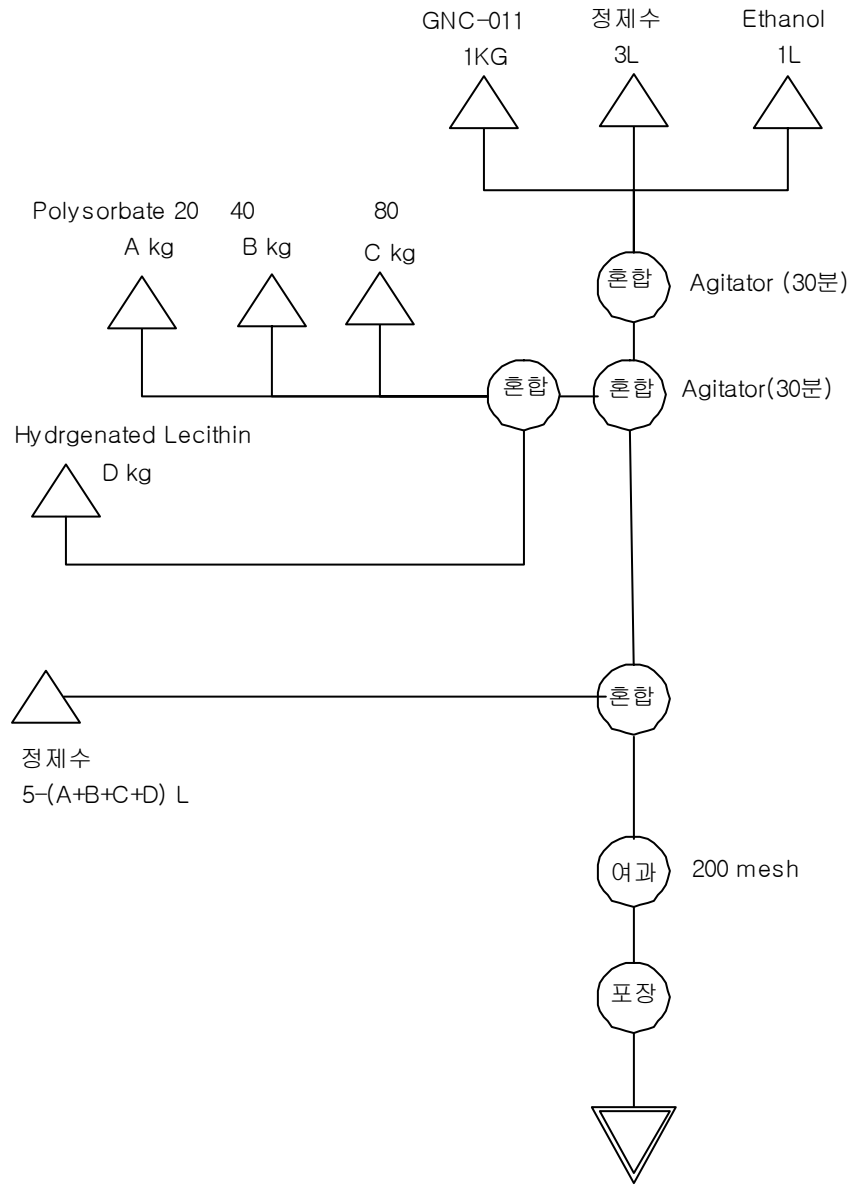 GNC-011 정제수 Ethanol
1KG 3L 1L
Polysorbate 20 40 80
A kg B kg C kg
혼합 Agitator (30분)
혼합 혼합 Agitator(30분)
Hydrgenated Lecithin
D kg
혼합
정제수
5-(A+B+C+D) L
여과 200 mesh
포장